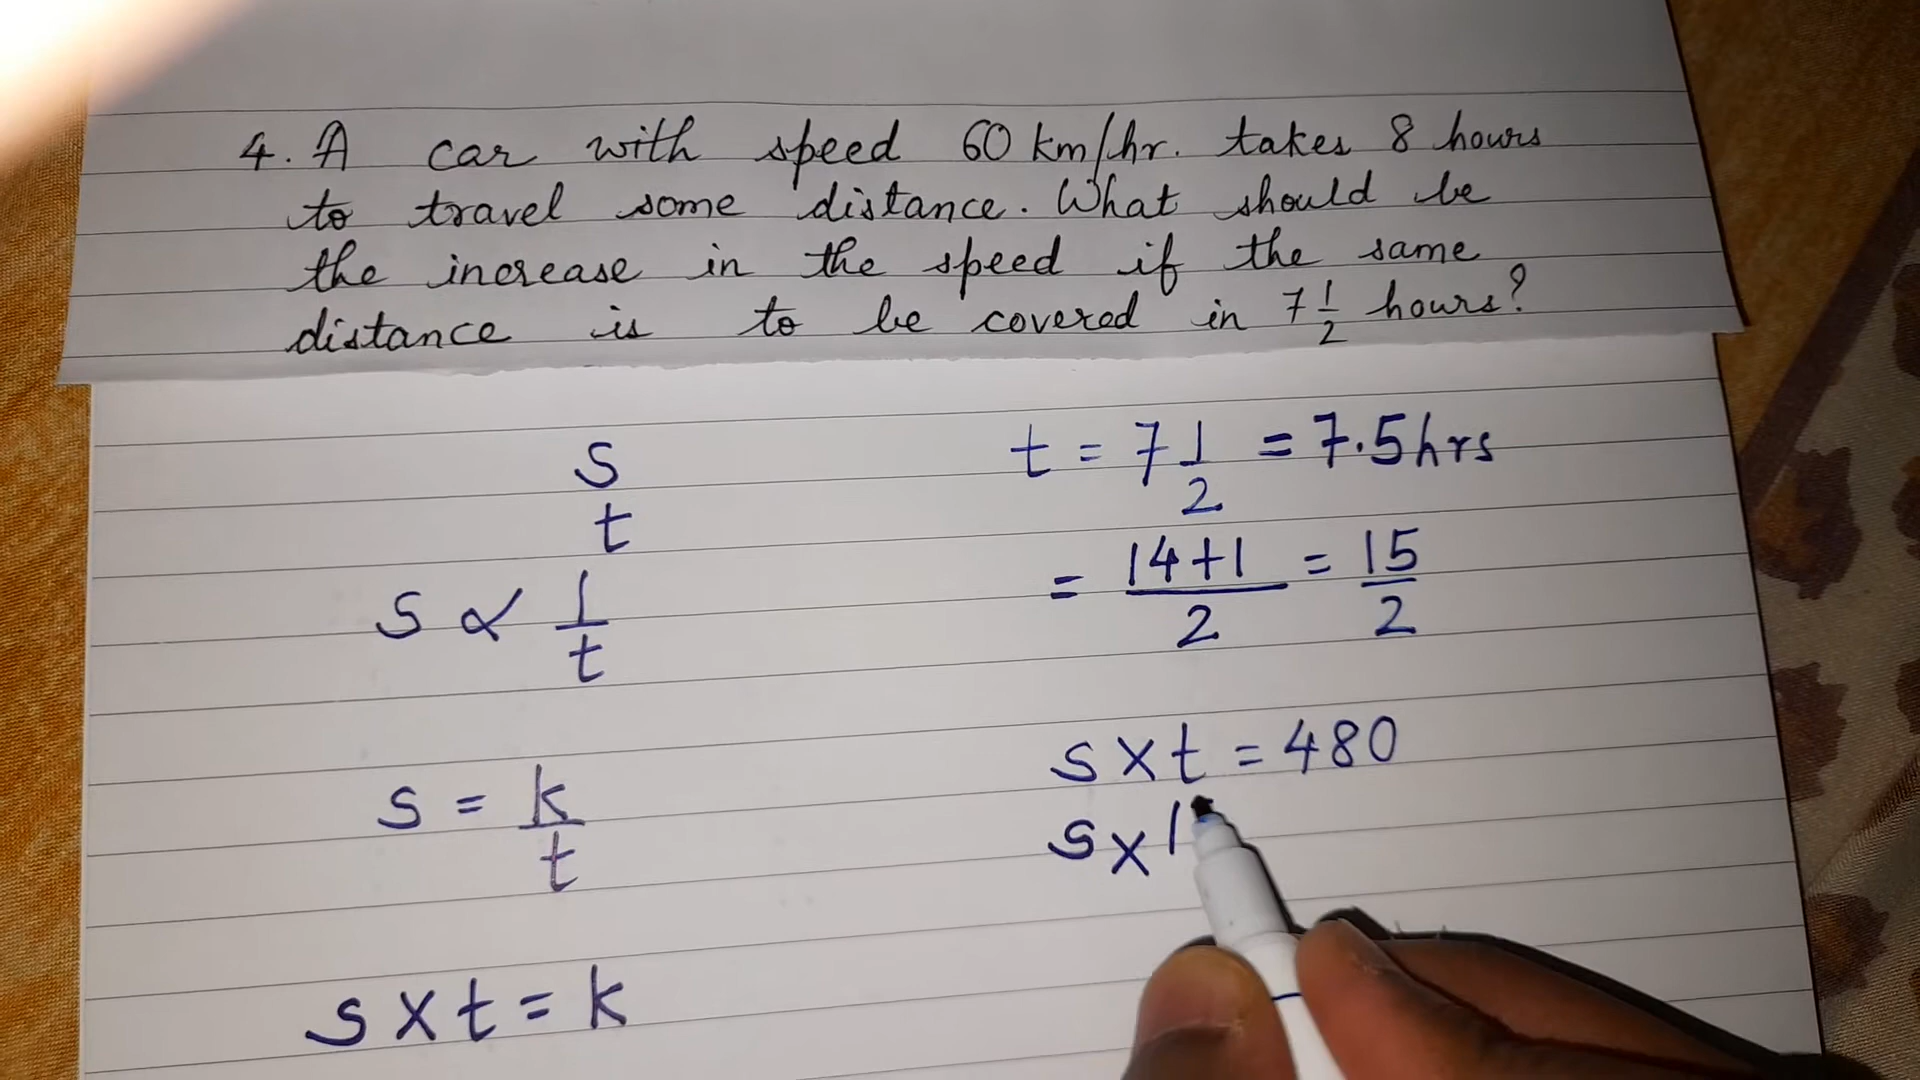 4. A car with speed 60 km/hr. takes 8 hours
to travel some distance. What should be
the increase in the speed if the same
distance is to be covered in 7 1/2 hours?
s
t
s ∝ 1/t
s = k/t
s × t = k
t = 7 1/2 = 7.5 hrs
= 14+1/2 = 15/2
s × t = 480
s × 1